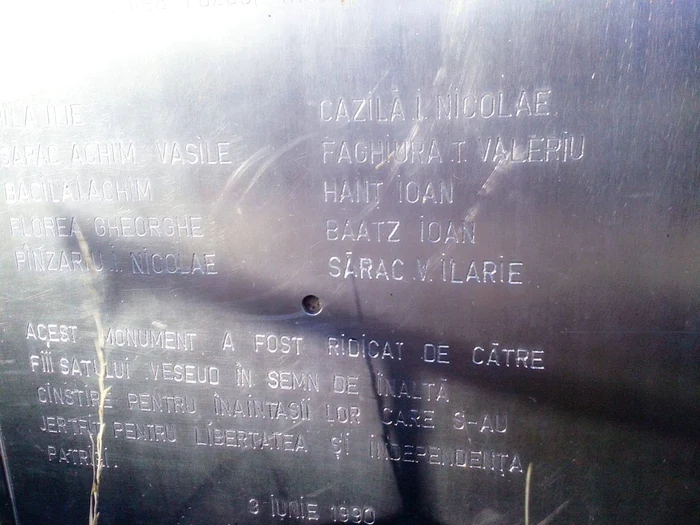 ILIE
CAZILĂ I. NICOLAE
SARAC ACHIM VASILE
FAGHIURA T. VALERIU
BACILA I ACHIM
HANT IOAN
FLOREA GHEORGHE
BAATZ IOAN
PÎNZARIU I. NICOLAE
SĂRAC V. ILARIE
ACEST MONUMENT A FOST RIDICAT DE CĂTRE
FIII SATULUI VESEUD ÎN SEMN DE ÎNALTĂ
CINSTIRE PENTRU ÎNAINTASII LOR CARE S-AU
JERTFIT PENTRU LIBERTATEA ȘI INDEPENDENȚA
PATRIEI.
3 IUNIE 1990